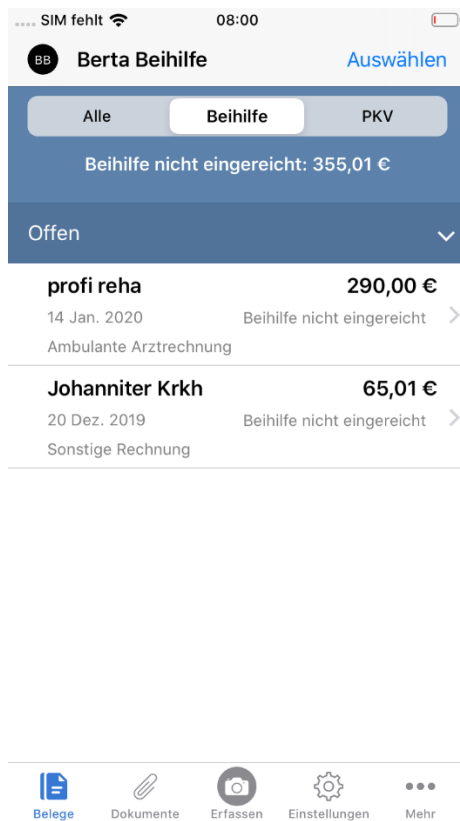 SIM fehlt 08:00
BB Berta Beihilfe Auswählen
Alle Beihilfe PKV
Beihilfe nicht eingereicht: 355,01 €
Offen
profi reha 290,00 €
14 Jan. 2020 Beihilfe nicht eingereicht
Ambulante Arztrechnung
Johanniter Krkh 65,01 €
20 Dez. 2019 Beihilfe nicht eingereicht
Sonstige Rechnung
Belege Dokumente Erfassen Einstellungen Mehr